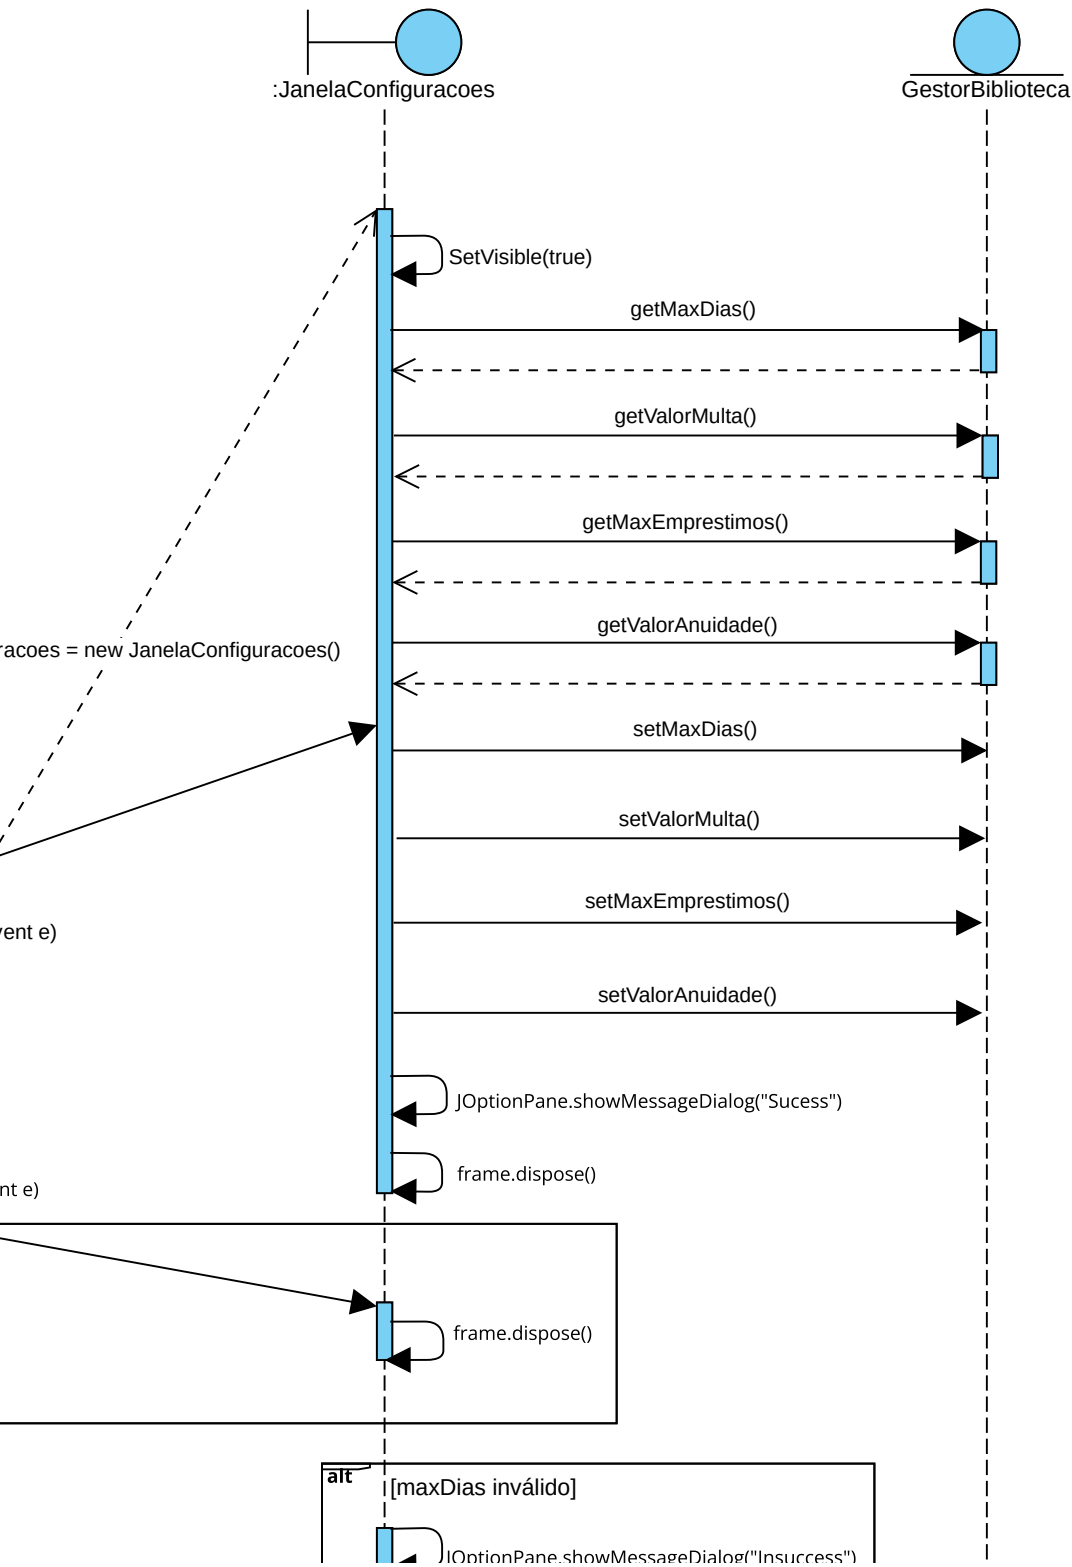 :JanelaConfiguracoes
GestorBiblioteca
SetVisible(true)
getMaxDias()
getValorMulta()
getMaxEmprestimos()
getValorAnuidade()
racoes = new JanelaConfiguracoes()
setMaxDias()
setValorMulta()
setMaxEmprestimos()
vent e)
setValorAnuidade()
JOptionPane.showMessageDialog("Sucess")
frame.dispose()
nt e)
frame.dispose()
alt
[maxDias inválido]
JOptionPane.showMessageDialog("Insuccess")